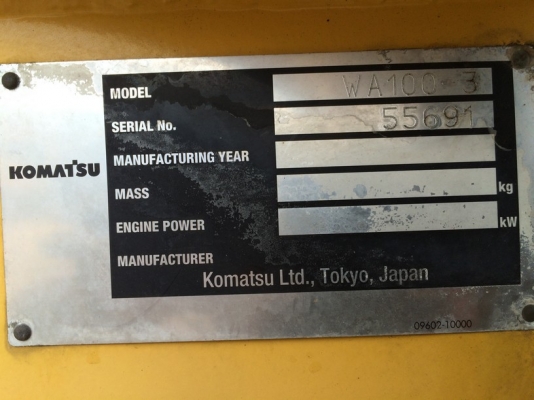 MODEL WA100-3
SERIAL No. 55691
MANUFACTURING YEAR
KOMATSU
MASS kg
ENGINE POWER kW
MANUFACTURER
Komatsu Ltd., Tokyo, Japan
09602-10000